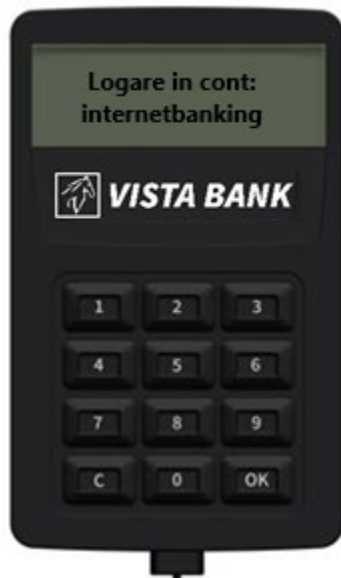 Logare in cont:
internetbanking
VISTA BANK
1 2 3
4 5 6
7 8 9
C 0 OK